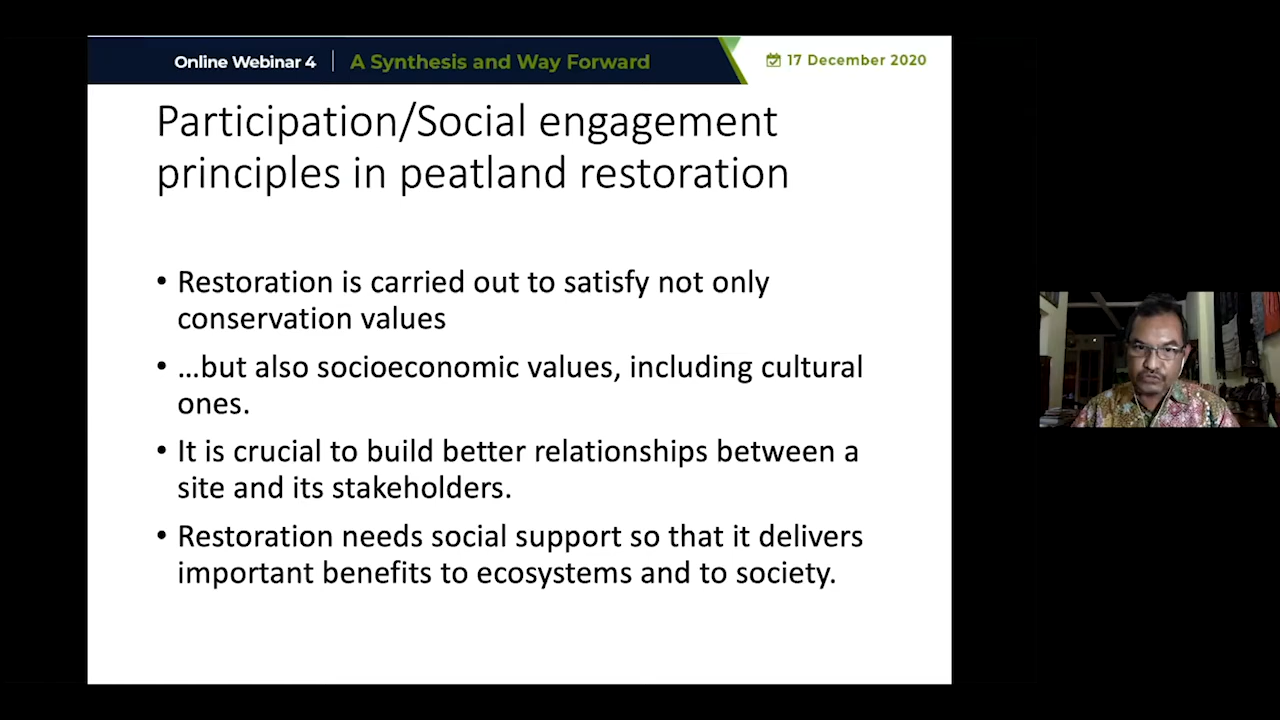 Online Webinar 4 | A Synthesis and Way Forward
17 December 2020
Participation/Social engagement
principles in peatland restoration
• Restoration is carried out to satisfy not only
conservation values
• …but also socioeconomic values, including cultural
ones.
• It is crucial to build better relationships between a
site and its stakeholders.
• Restoration needs social support so that it delivers
important benefits to ecosystems and to society.